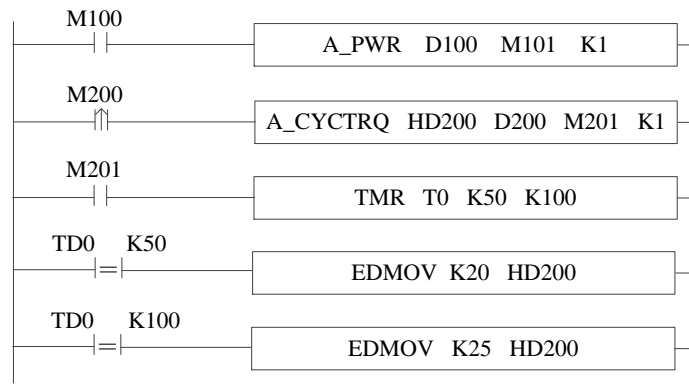 M100
A_PWR D100 M101 K1
M200
A_CYCTRQ HD200 D200 M201 K1
M201
TMR T0 K50 K100
TD0 K50
=
EDMOV K20 HD200
TD0 K100
=
EDMOV K25 HD200